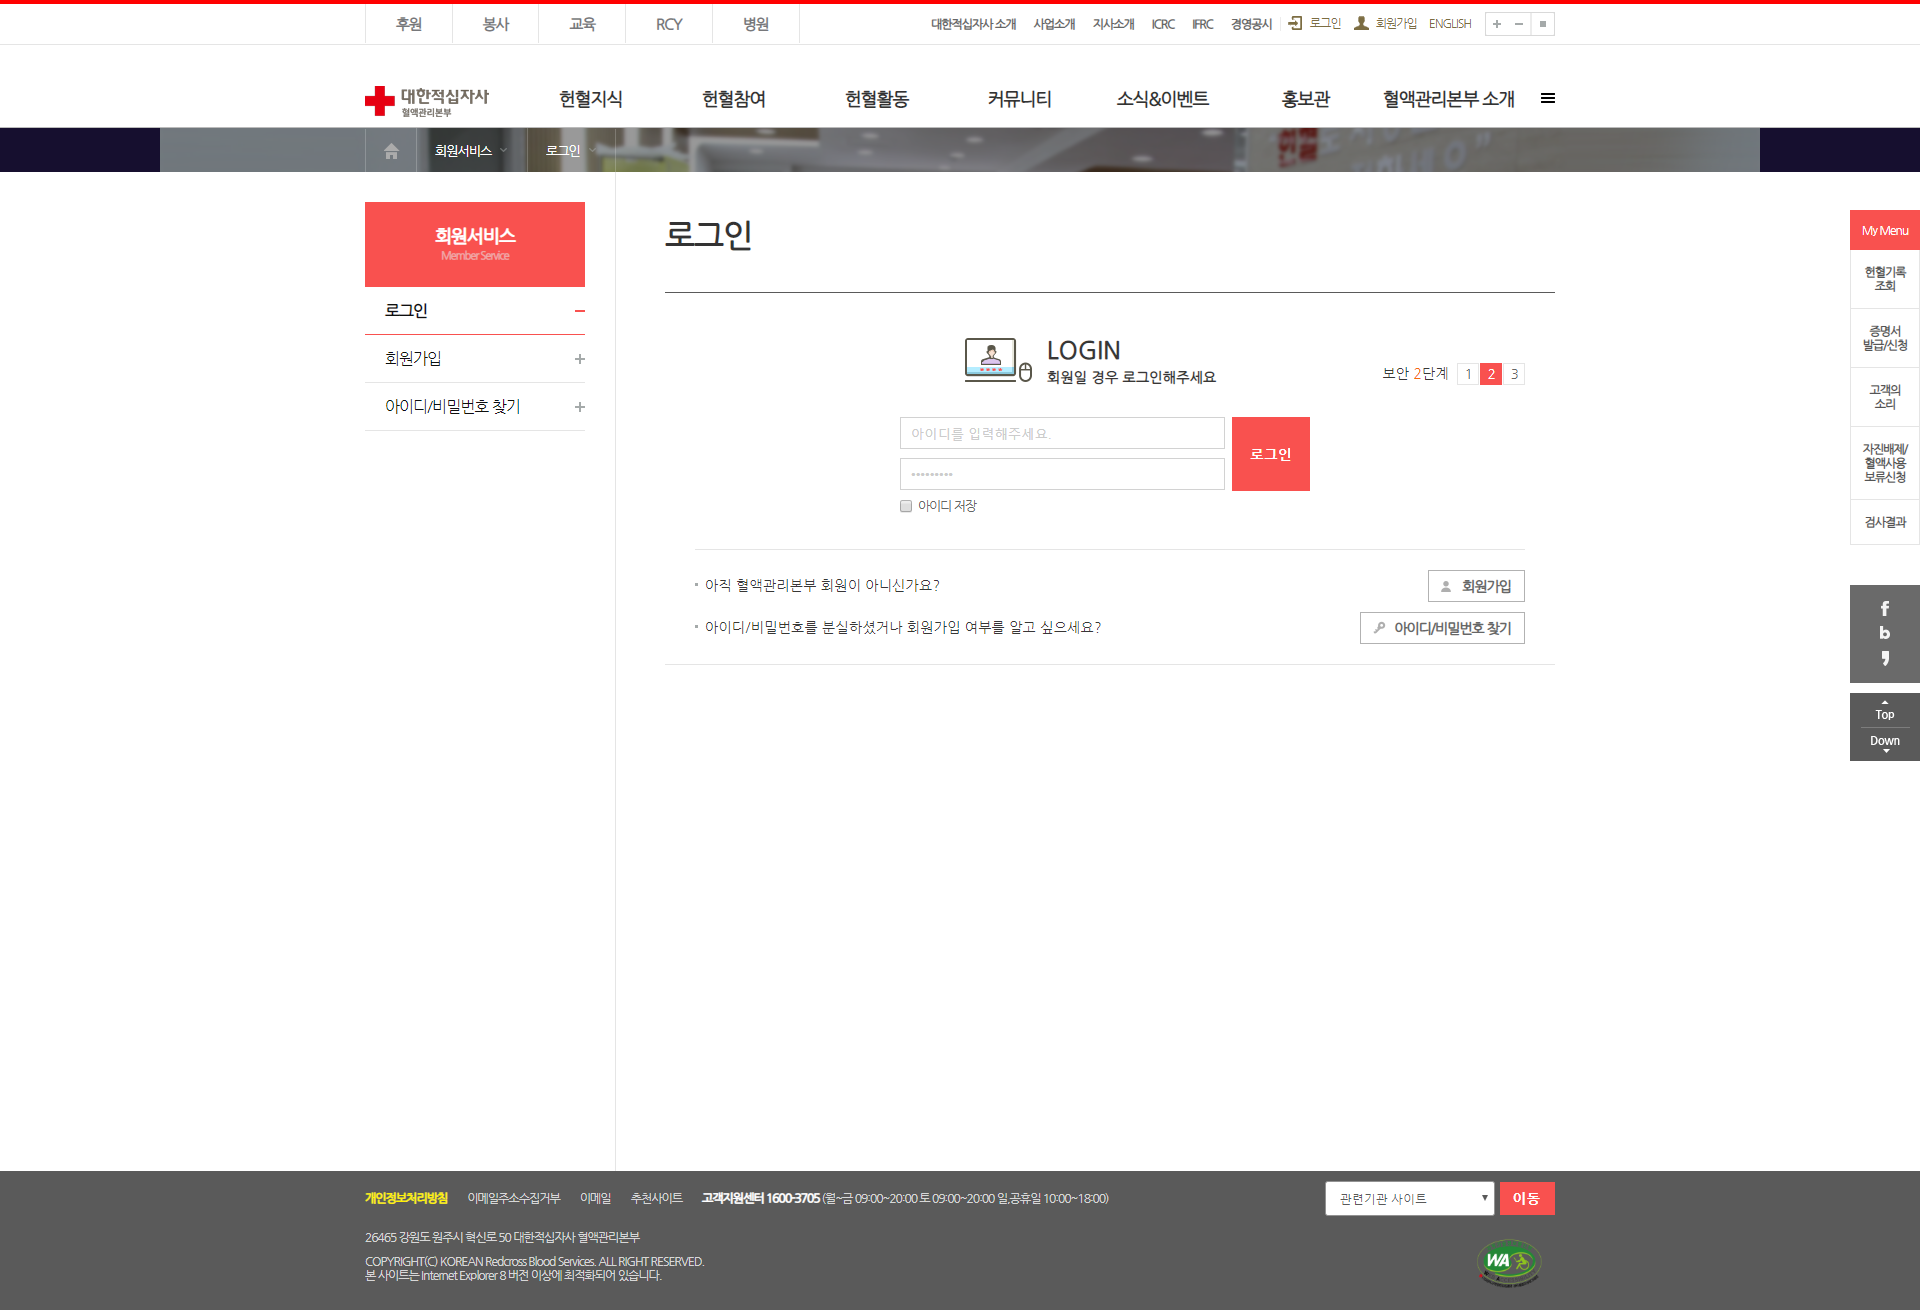 후원 봉사 교육 RCY 병원 대한적십자사 소개 사업소개 지사소개 ICRC IFRC 경영공시 로그인 회원가입 ENGLISH
대한적십자사
혈액관리본부
헌혈지식 헌혈참여 헌혈활동 커뮤니티 소식&이벤트 홍보관 혈액관리본부 소개
회원서비스 로그인
회원서비스
Member Service
로그인
회원가입
아이디/비밀번호 찾기
로그인
LOGIN
회원일 경우 로그인해주세요
보안 2단계 1 2 3
아이디를 입력해주세요.
로그인
아이디 저장
아직 혈액관리본부 회원이 아니신가요?
회원가입
아이디/비밀번호를 분실하셨거나 회원가입 여부를 알고 싶으세요?
아이디/비밀번호 찾기
My Menu
헌혈기록
조회
증명서
발급/신청
고객의
소리
자진배제/
혈액사용
보류신청
검사결과
Top
Down
개인정보처리방침 이메일주소수집거부 이메일 추천사이트 고객지원센터 1600-3705 (월~금 09:00~20:00 토 09:00~20:00 일,공휴일 10:00~18:00)
관련기관 사이트 이동
26465 강원도 원주시 혁신로 50 대한적십자사 혈액관리본부
COPYRIGHT(C) KOREAN Redcross Blood Services. ALL RIGHT RESERVED.
본 사이트는 Internet Explorer 8 버전 이상에 최적화되어 있습니다.
WA